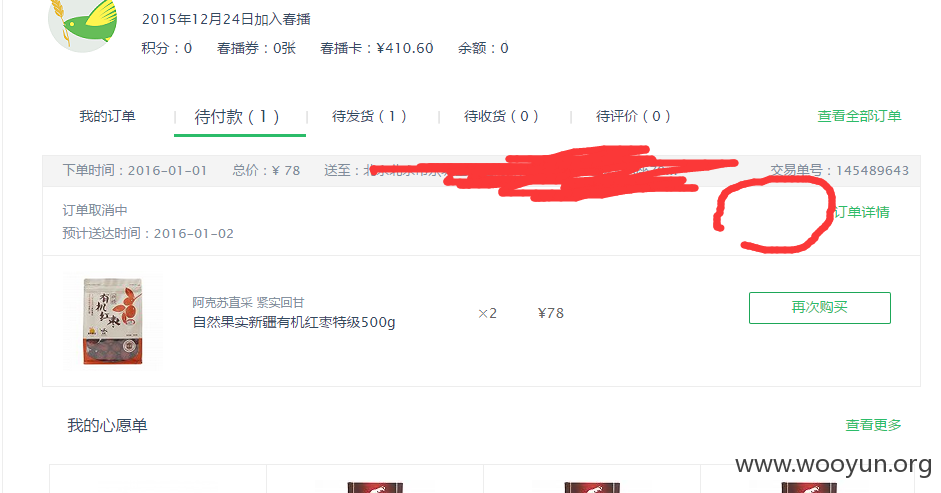 2015年12月24日加入春播
积分：0 春播券：0张 春播卡：¥410.60 余额：0
我的订单 待付款（1） 待发货（1） 待收货（0） 待评价（0） 查看全部订单
下单时间：2016-01-01 总价：¥ 78 送至： 交易单号：145489643
订单取消中 订单详情
预计送达时间：2016-01-02
有机红枣
阿克苏直采 紧实回甘
自然果实新疆有机红枣特级500g ×2 ¥78 再次购买
我的心愿单 查看更多
www.wooyun.org